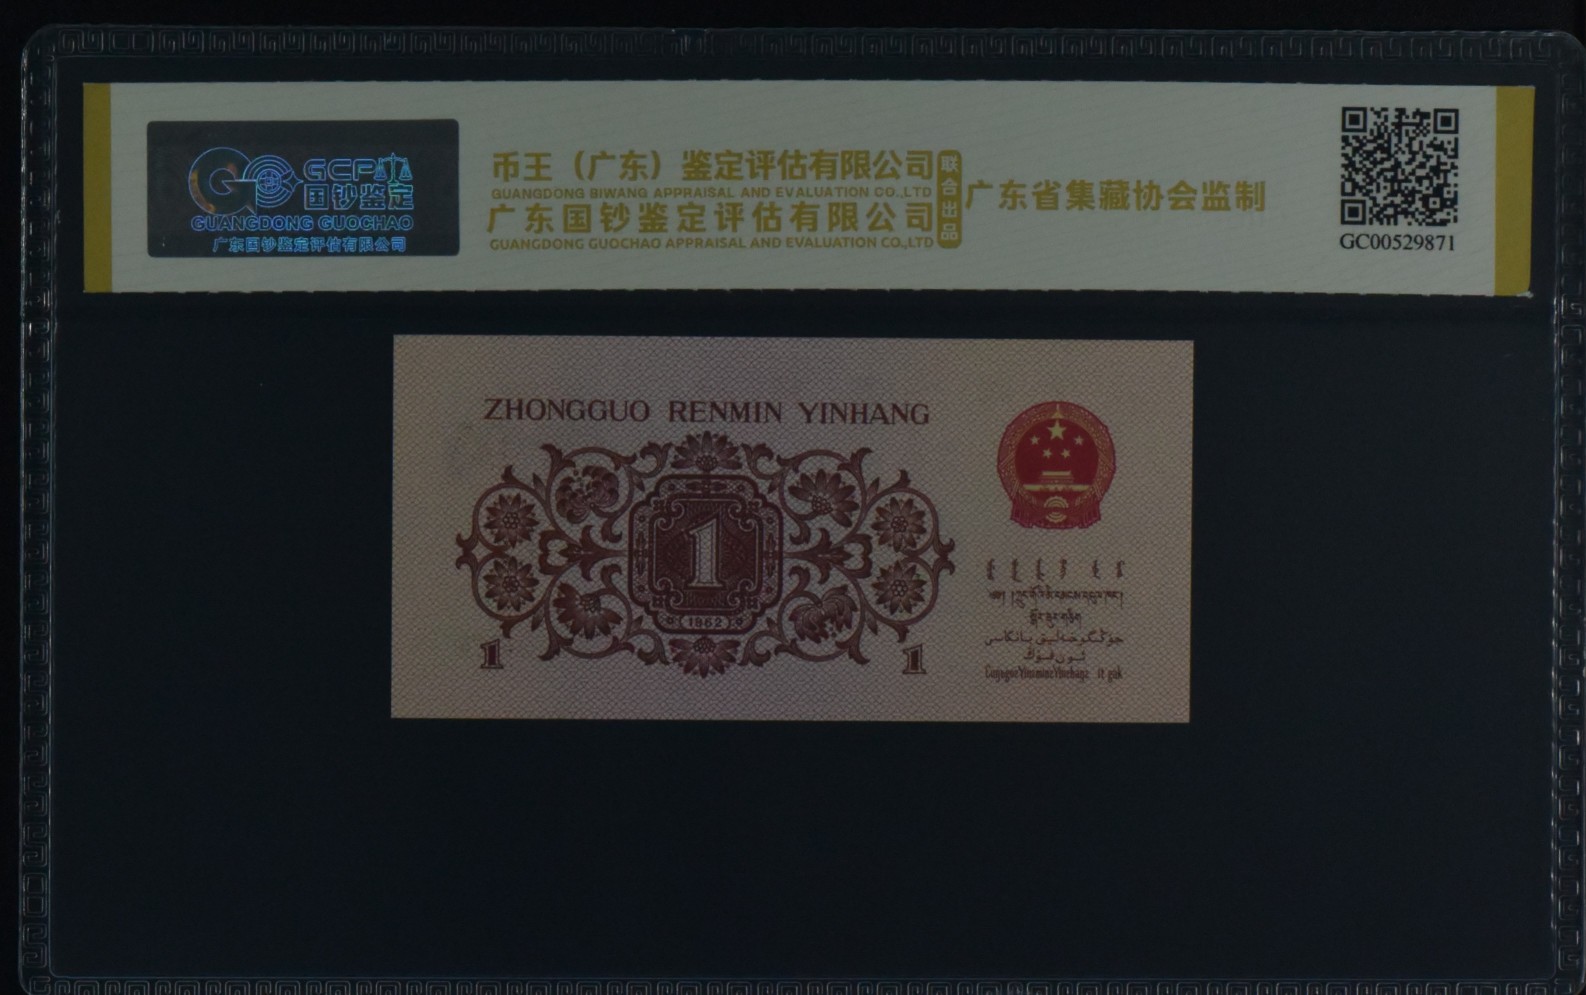 GCP
国钞鉴定
GUANGDONG GUOCHAO
广东国钞鉴定评估有限公司
币王（广东）鉴定评估有限公司
GUANGDONG BIWANG APPRAISAL AND EVALUATION CO.,LTD
广东国钞鉴定评估有限公司
GUANGDONG GUOCHAO APPRAISAL AND EVALUATION CO.,LTD
联合出品
广东省集藏协会监制
GC00529871
ZHONGGUO RENMIN YINHANG
1
1962
1
1